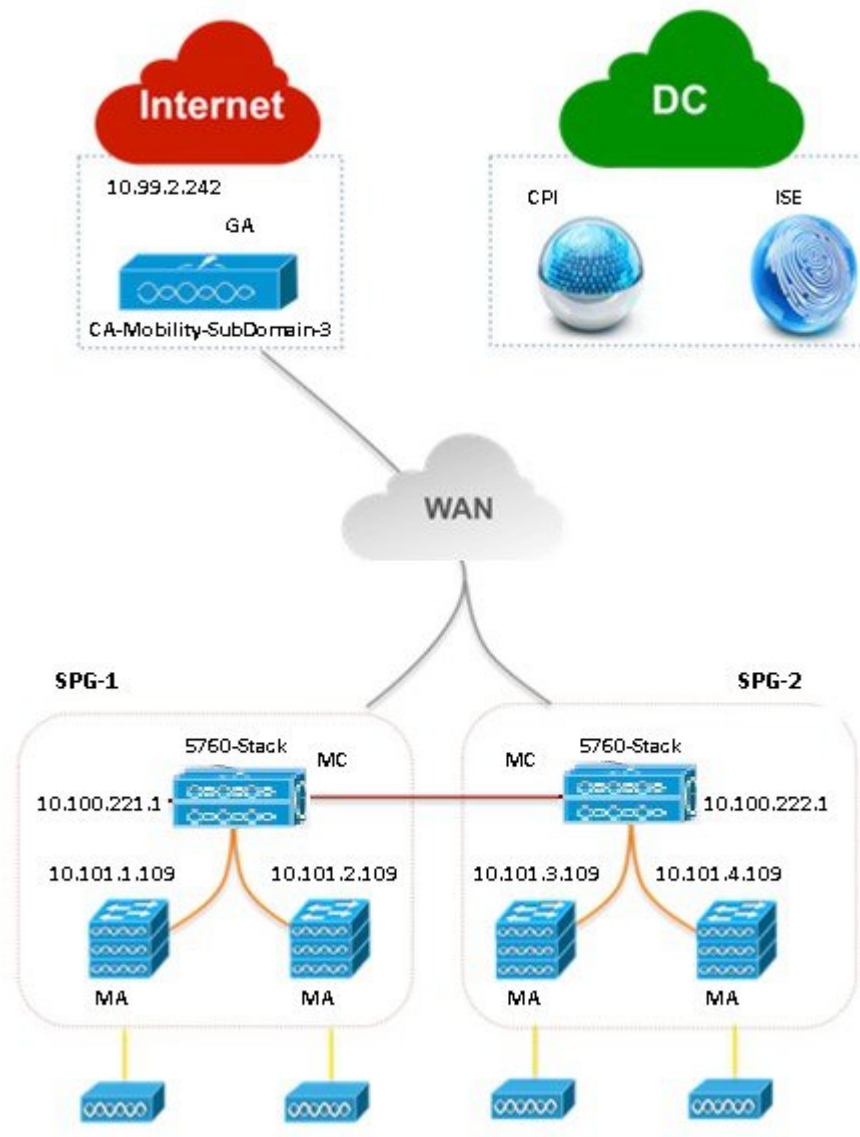 Internet
DC
10.99.2.242
GA
CA-Mobility-SubDomain-3
CPI
ISE
WAN
SPG-1
SPG-2
5760-Stack
MC
10.100.221.1
MC
5760-Stack
10.100.222.1
10.101.1.109
10.101.2.109
10.101.3.109
10.101.4.109
MA
MA
MA
MA